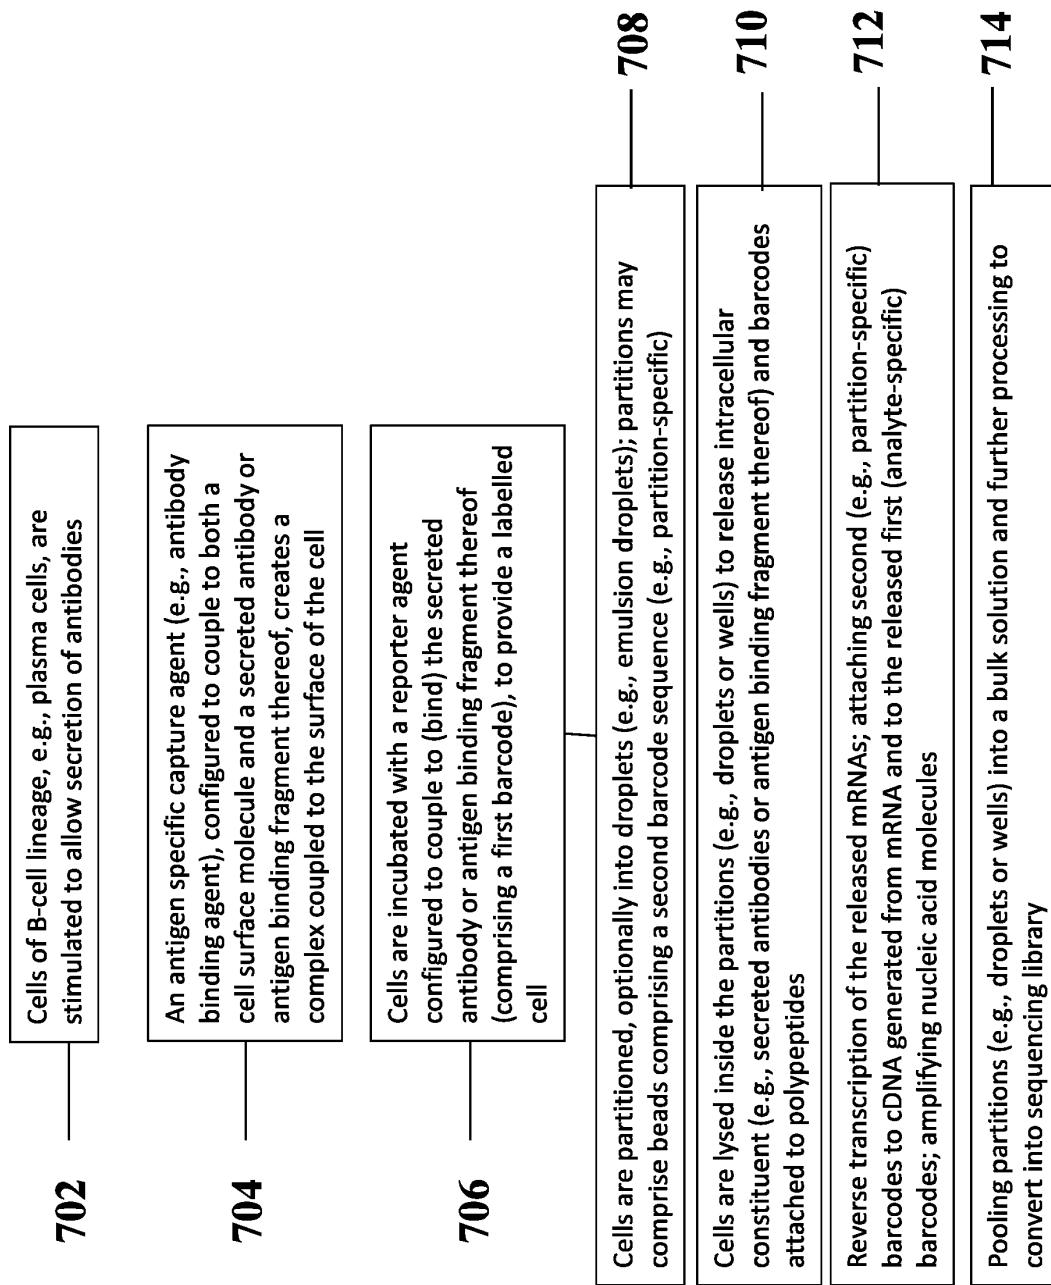 702
Cells of B-cell lineage, e.g., plasma cells, are
stimulated to allow secretion of antibodies
704
An antigen specific capture agent (e.g., antibody
binding agent), configured to couple to both a
cell surface molecule and a secreted antibody or
antigen binding fragment thereof, creates a
complex coupled to the surface of the cell
706
Cells are incubated with a reporter agent
configured to couple to (bind) the secreted
antibody or antigen binding fragment thereof
(comprising a first barcode), to provide a labelled
cell
Cells are partitioned, optionally into droplets (e.g., emulsion droplets); partitions may
comprise beads comprising a second barcode sequence (e.g., partition-specific)
708
Cells are lysed inside the partitions (e.g., droplets or wells) to release intracellular
constituent (e.g., secreted antibodies or antigen binding fragment thereof) and barcodes
attached to polypeptides
710
Reverse transcription of the released mRNAs; attaching second (e.g., partition-specific)
barcodes to cDNA generated from mRNA and to the released first (analyte-specific)
barcodes; amplifying nucleic acid molecules
712
Pooling partitions (e.g., droplets or wells) into a bulk solution and further processing to
convert into sequencing library
714